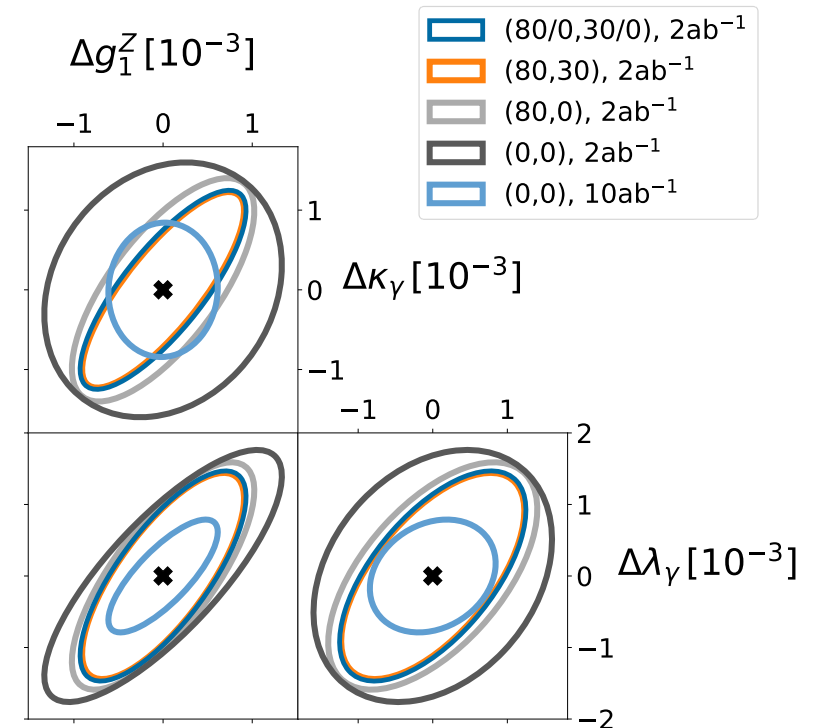 Δg₁ᶻ [10⁻³]
(80/0,30/0), 2ab⁻¹
(80,30), 2ab⁻¹
(80,0), 2ab⁻¹
(0,0), 2ab⁻¹
(0,0), 10ab⁻¹
−1 0 1
1
0
−1
Δκᵧ [10⁻³]
−1 0 1
2
1
0
−1
−2
Δλᵧ [10⁻³]